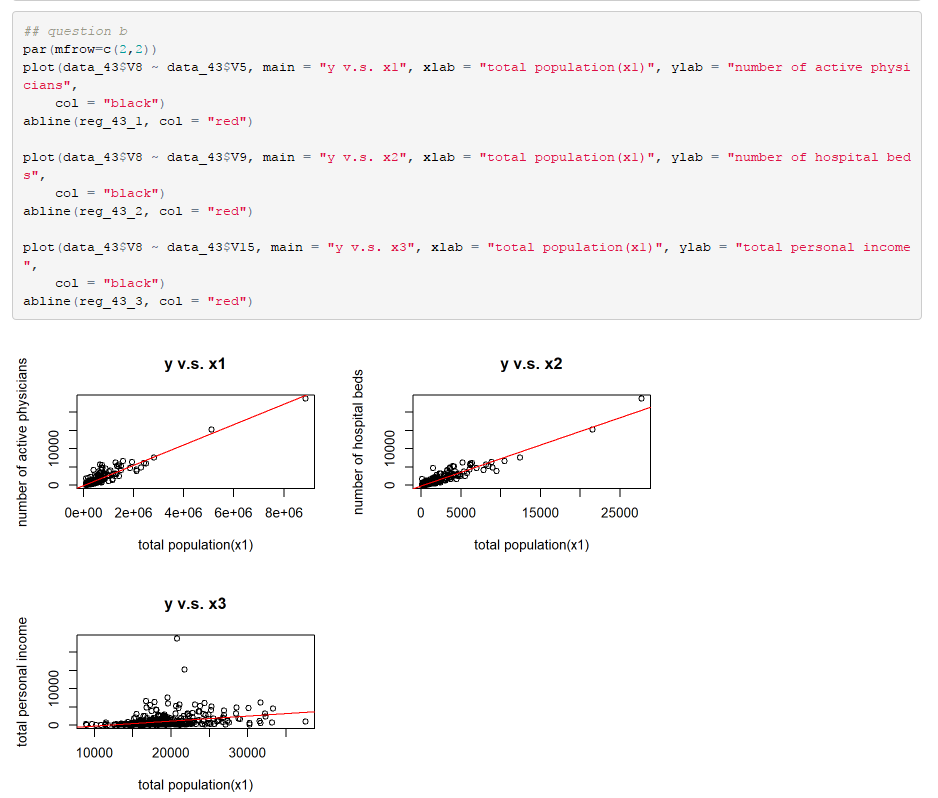 ## question b
par(mfrow=c(2,2))
plot(data_43$V8 ~ data_43$V5, main = "y v.s. x1", xlab = "total population(x1)", ylab = "number of active physi
cians",
    col = "black")
abline(reg_43_1, col = "red")
plot(data_43$V8 ~ data_43$V9, main = "y v.s. x2", xlab = "total population(x1)", ylab = "number of hospital bed
s",
    col = "black")
abline(reg_43_2, col = "red")
plot(data_43$V8 ~ data_43$V15, main = "y v.s. x3", xlab = "total population(x1)", ylab = "total personal income
",
    col = "black")
abline(reg_43_3, col = "red")
y v.s. x1
number of active physicians
0 10000
0e+00 2e+06 4e+06 6e+06 8e+06
total population(x1)
y v.s. x2
number of hospital beds
0 10000
0 5000 15000 25000
total population(x1)
y v.s. x3
total personal income
0 10000
10000 20000 30000
total population(x1)